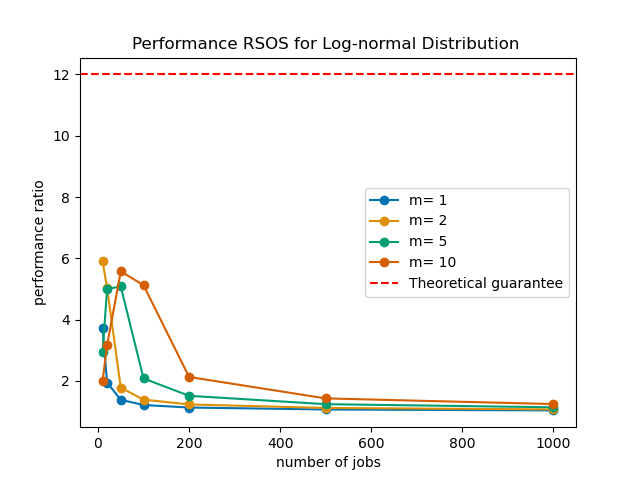 Performance RSOS for Log-normal Distribution
12
10
8
6
4
2
performance ratio
m= 1
m= 2
m= 5
m= 10
Theoretical guarantee
0 200 400 600 800 1000
number of jobs